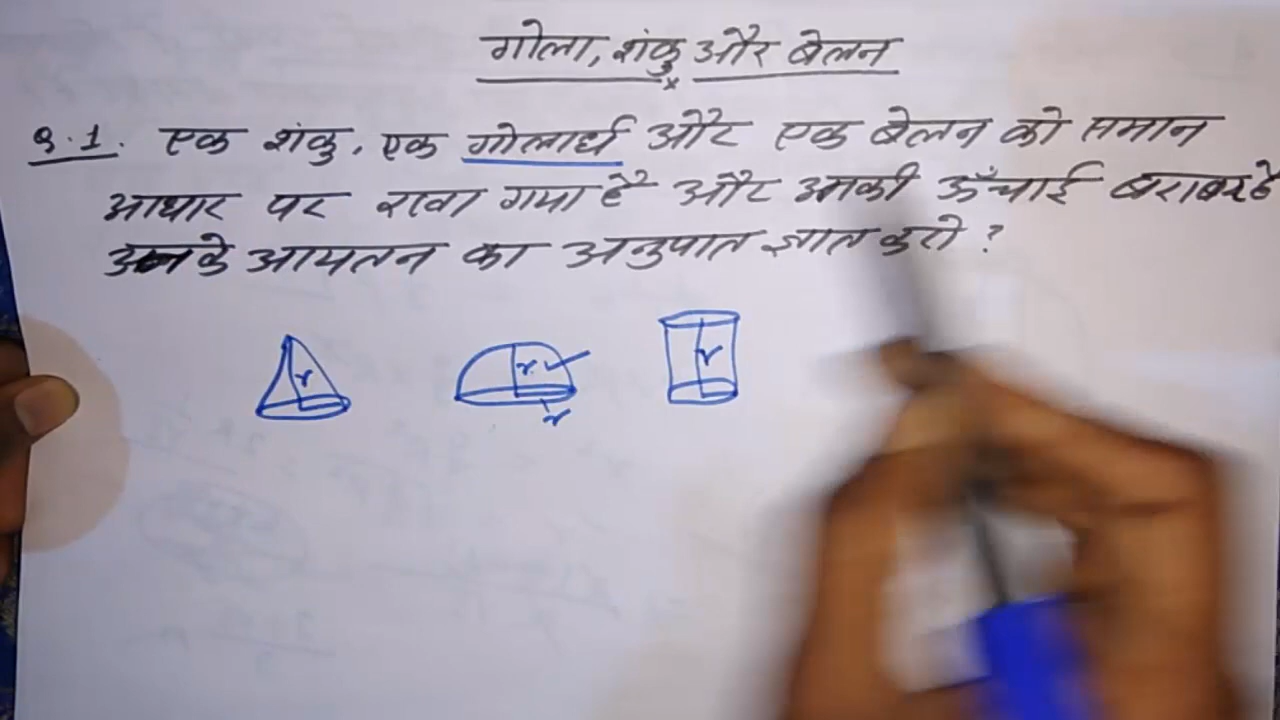 गोला, शंकु और बेलन
Q.1. एक शंकु, एक गोलार्ध और एक बेलन को समान
आधार पर रखा गया है और उनकी ऊँचाई बराबर है
उनके आयतन का अनुपात ज्ञात करो ?
r r r
r